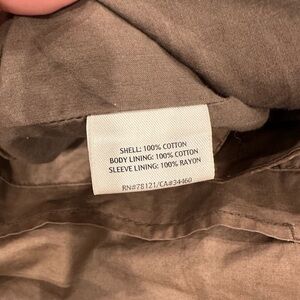 SHELL: 100% COTTON
BODY LINING: 100% COTTON
SLEEVE LINING: 100% RAYON
RN#78121/CA#34460